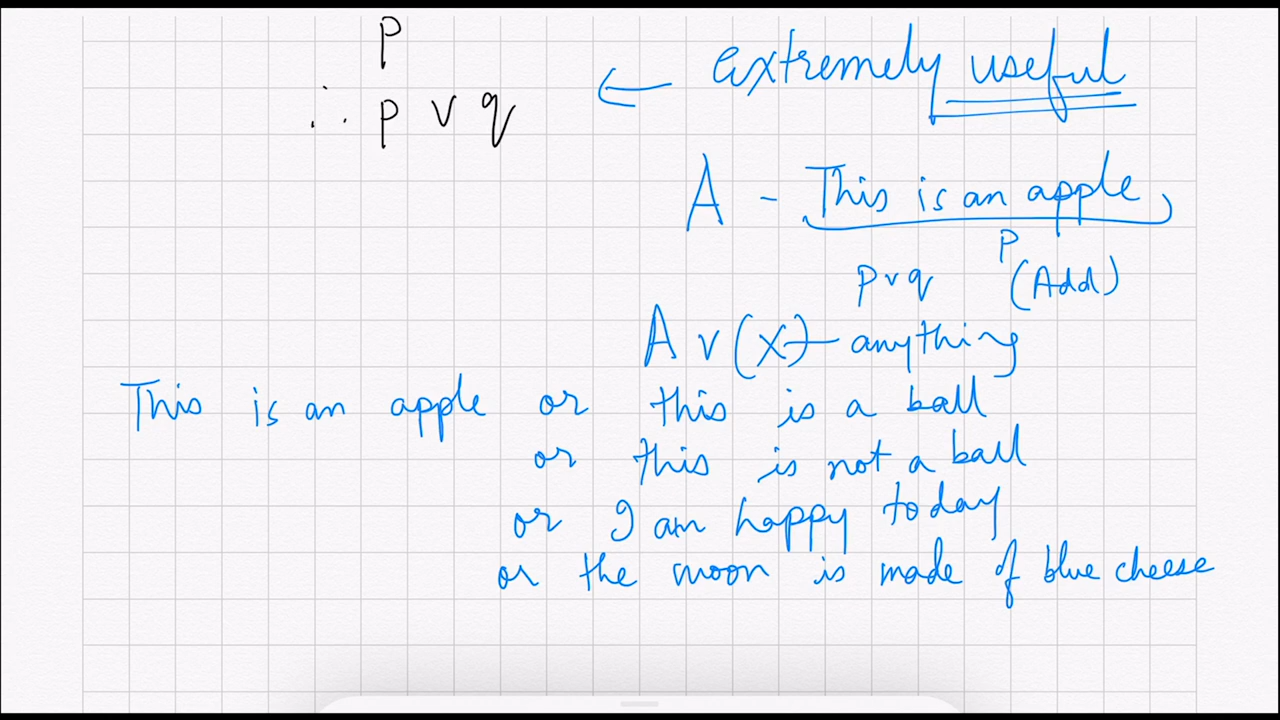 p
← extremely useful
∴ p ∨ q
A - This is an apple
p
p∨q (Add)
A ∨ (X) — anything
This is an apple or this is a ball
or this is not a ball
or I am happy today
or the moon is made of blue cheese